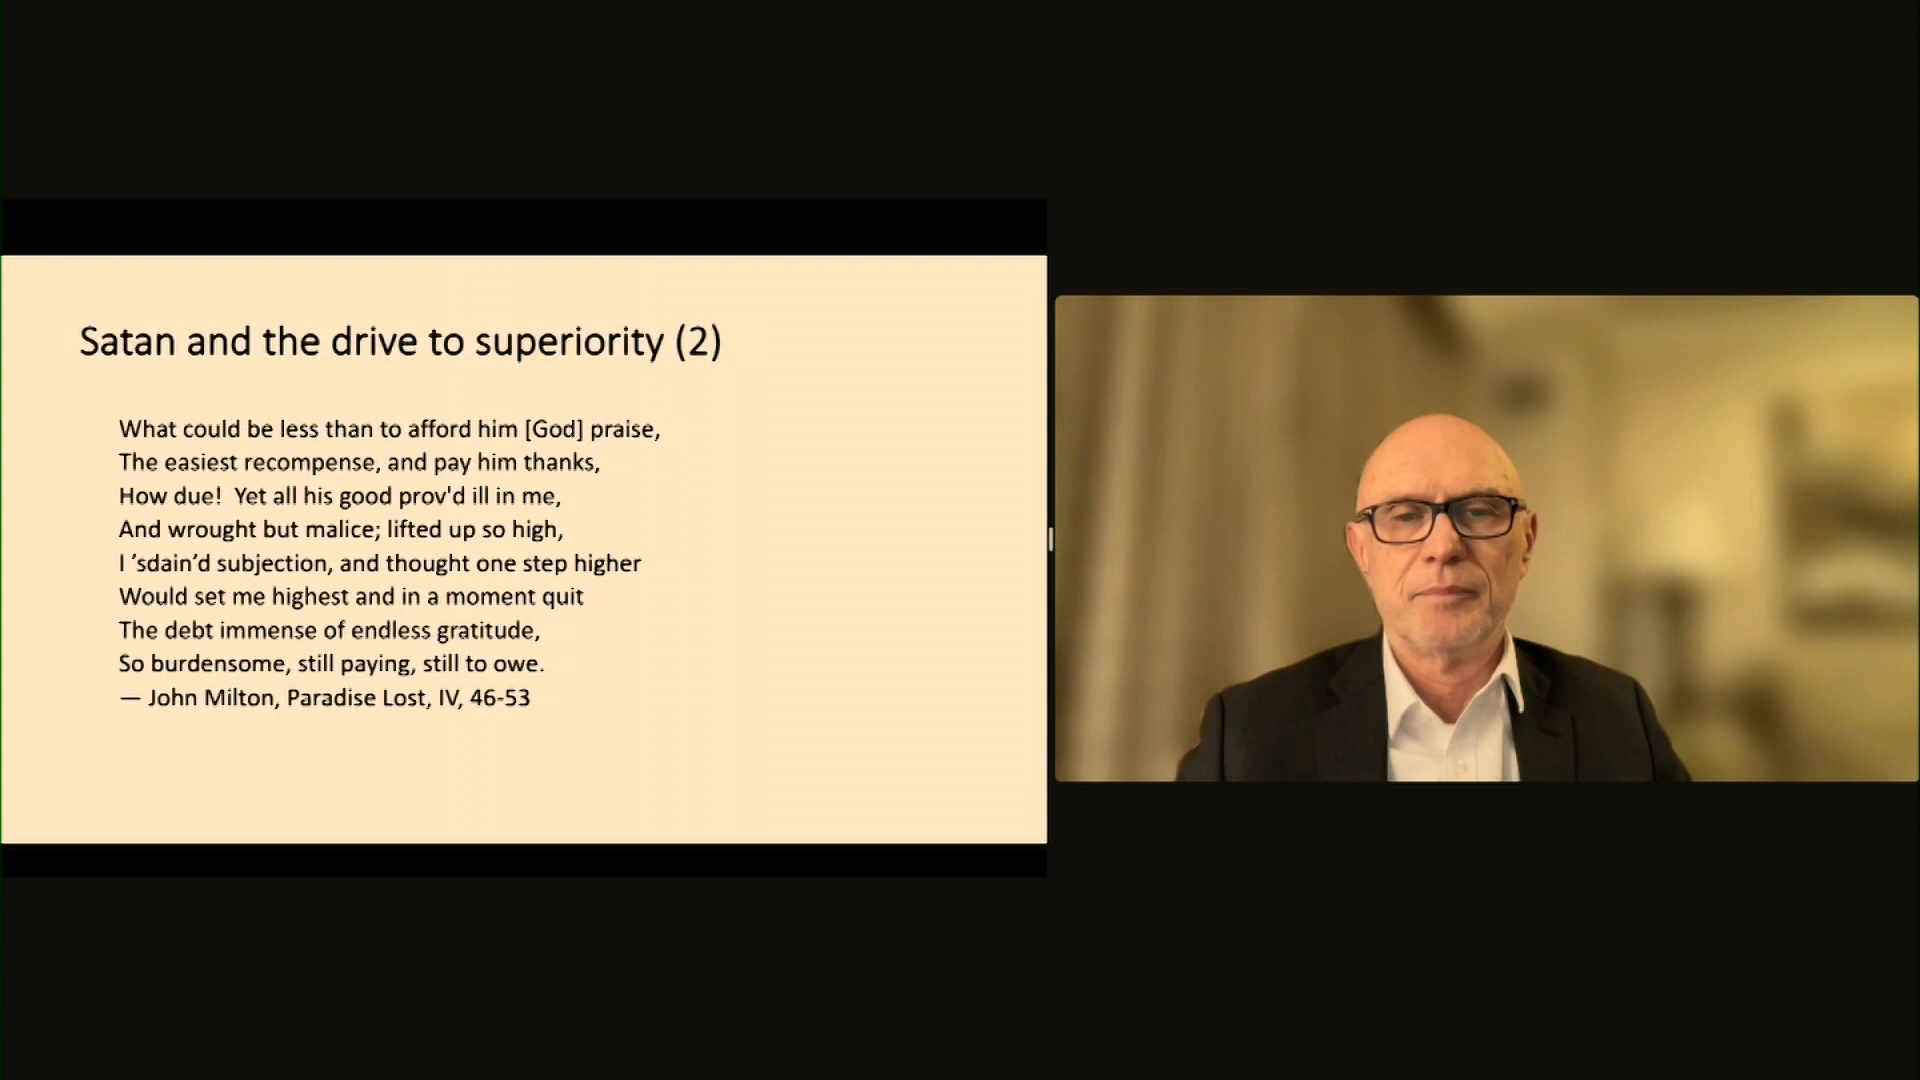 Satan and the drive to superiority (2)
What could be less than to afford him [God] praise,
The easiest recompense, and pay him thanks,
How due!  Yet all his good prov'd ill in me,
And wrought but malice; lifted up so high,
I ’sdain’d subjection, and thought one step higher
Would set me highest and in a moment quit
The debt immense of endless gratitude,
So burdensome, still paying, still to owe.
— John Milton, Paradise Lost, IV, 46-53